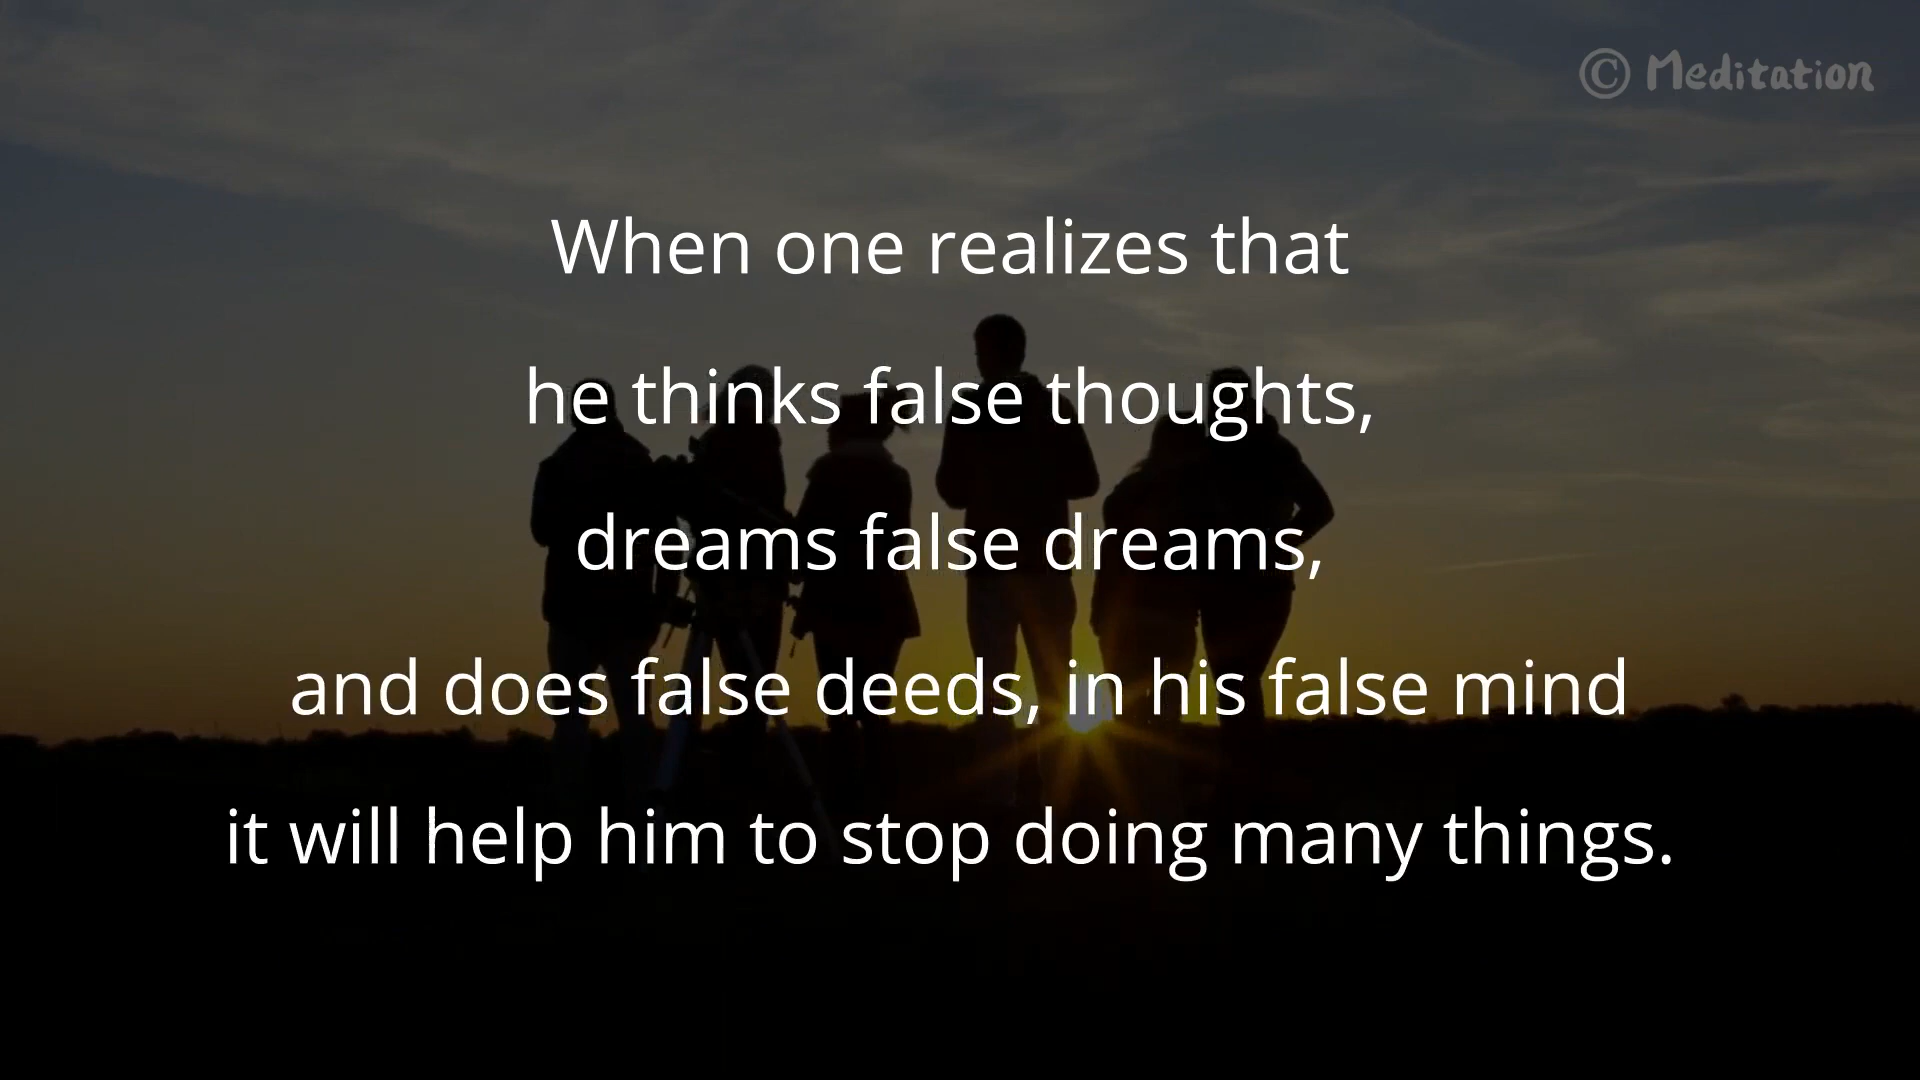 © Meditation
When one realizes that
he thinks false thoughts,
dreams false dreams,
and does false deeds, in his false mind
it will help him to stop doing many things.